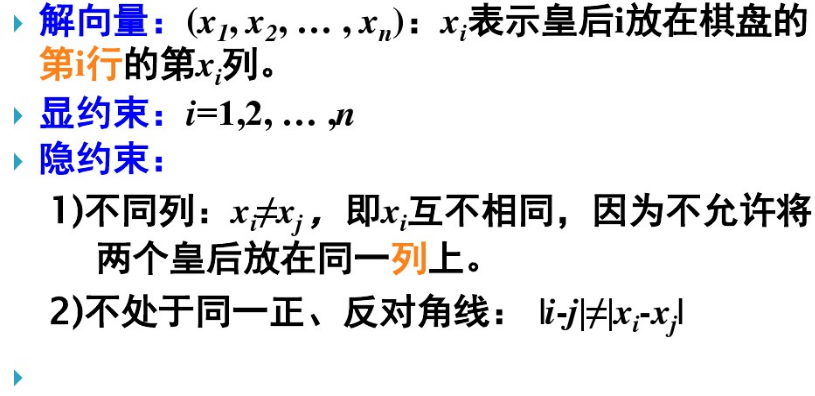 解向量：(x₁, x₂, … , xₙ)：xᵢ表示皇后i放在棋盘的
第i行的第xᵢ列。
显约束：i=1,2, … ,n
隐约束：
1)不同列：xᵢ≠xⱼ，即xᵢ互不相同，因为不允许将
两个皇后放在同一列上。
2)不处于同一正、反对角线： |i-j|≠|xᵢ-xⱼ|